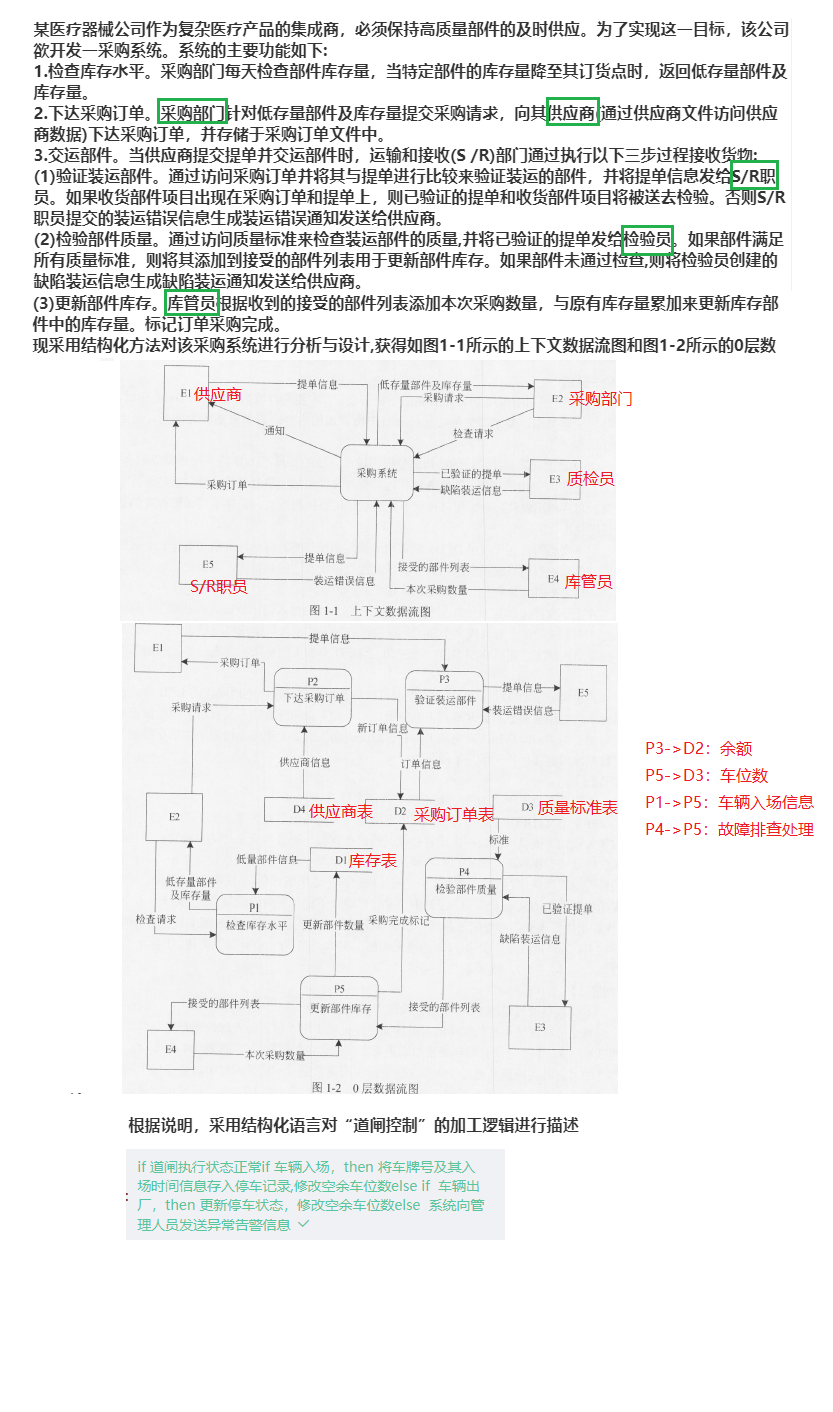 某医疗器械公司作为复杂医疗产品的集成商，必须保持高质量部件的及时供应。为了实现这一目标，该公司
欲开发一采购系统。系统的主要功能如下:
1.检查库存水平。采购部门每天检查部件库存量，当特定部件的库存量降至其订货点时，返回低存量部件及
库存量。
2.下达采购订单。采购部门针对低存量部件及库存量提交采购请求，向其供应商(通过供应商文件访问供应
商数据)下达采购订单，并存储于采购订单文件中。
3.交运部件。当供应商提交提单并交运部件时，运输和接收(S /R)部门通过执行以下三步过程接收货物:
(1)验证装运部件。通过访问采购订单并将其与提单进行比较来验证装运的部件，并将提单信息发给S/R职
员。如果收货部件项目出现在采购订单和提单上，则已验证的提单和收货部件项目将被送去检验。否则S/R
职员提交的装运错误信息生成装运错误通知发送给供应商。
(2)检验部件质量。通过访问质量标准来检查装运部件的质量,并将已验证的提单发给检验员。如果部件满足
所有质量标准，则将其添加到接受的部件列表用于更新部件库存。如果部件未通过检查,则将检验员创建的
缺陷装运信息生成缺陷装运通知发送给供应商。
(3)更新部件库存。库管员根据收到的接受的部件列表添加本次采购数量，与原有库存量累加来更新库存部
件中的库存量。标记订单采购完成。
现采用结构化方法对该采购系统进行分析与设计,获得如图1-1所示的上下文数据流图和图1-2所示的0层数
E1 供应商
提单信息
低存量部件及库存量
采购请求
E2 采购部门
通知
检查请求
采购系统
已验证的提单
E3 质检员
采购订单
缺陷装运信息
E5
S/R职员
提单信息
装运错误信息
接受的部件列表
本次采购数量
E4 库管员
图 1-1 上下文数据流图
E1
提单信息
采购订单
P2
下达采购订单
P3
验证装运部件
提单信息
E5
装运错误信息
采购请求
新订单信息
供应商信息
订单信息
P3->D2：余额
P5->D3：车位数
P1->P5：车辆入场信息
P4->P5：故障排查处理
E2
D4 供应商表
D2 采购订单表
D3 质量标准表
标准
低量部件信息
D1 库存表
P4
检验部件质量
低存量部件
及库存量
P1
检查库存水平
检查请求
更新部件数量
采购完成标记
已验证提单
缺陷装运信息
P5
更新部件库存
接受的部件列表
接受的部件列表
E3
E4
本次采购数量
图 1-2 0 层数据流图
根据说明，采用结构化语言对“道闸控制”的加工逻辑进行描述
if 道闸执行状态正常if 车辆入场，then 将车牌号及其入
场时间信息存入停车记录,修改空余车位数else if 车辆出
厂，then 更新停车状态，修改空余车位数else 系统向管
理人员发送异常告警信息